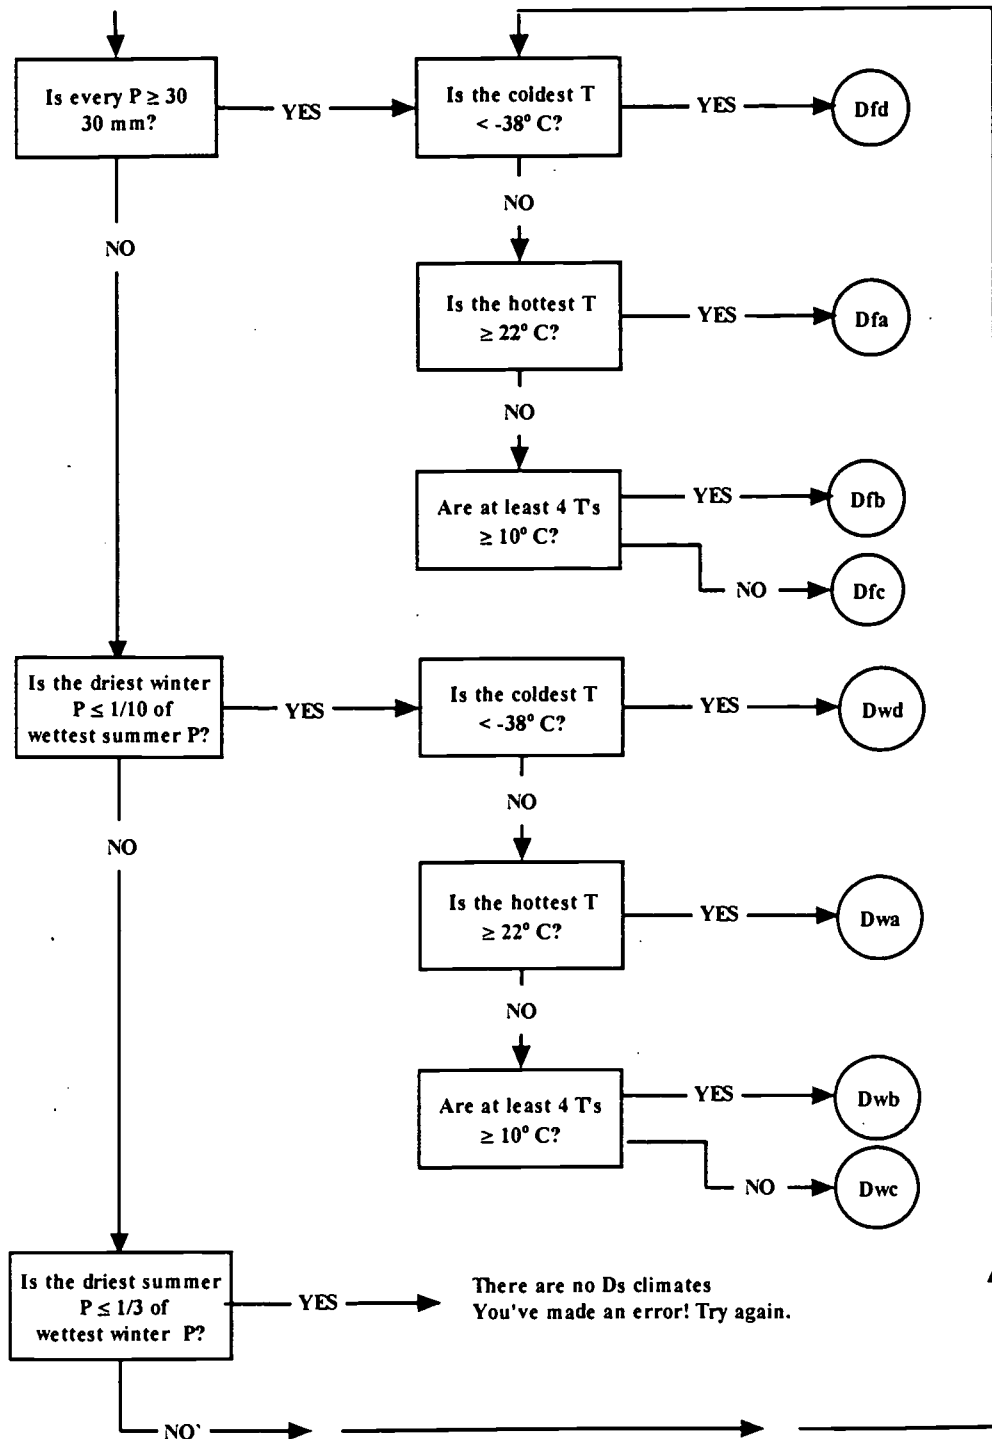 Is every P ≥ 30
30 mm?
YES
Is the coldest T
< -38° C?
YES
Dfd
NO
NO
Is the hottest T
≥ 22° C?
YES
Dfa
NO
Are at least 4 T's
≥ 10° C?
YES
Dfb
NO
Dfc
Is the driest winter
P ≤ 1/10 of
wettest summer P?
YES
Is the coldest T
< -38° C?
YES
Dwd
NO
NO
Is the hottest T
≥ 22° C?
YES
Dwa
NO
Are at least 4 T's
≥ 10° C?
YES
Dwb
NO
Dwc
Is the driest summer
P ≤ 1/3 of
wettest winter P?
YES
There are no Ds climates
You've made an error! Try again.
NO